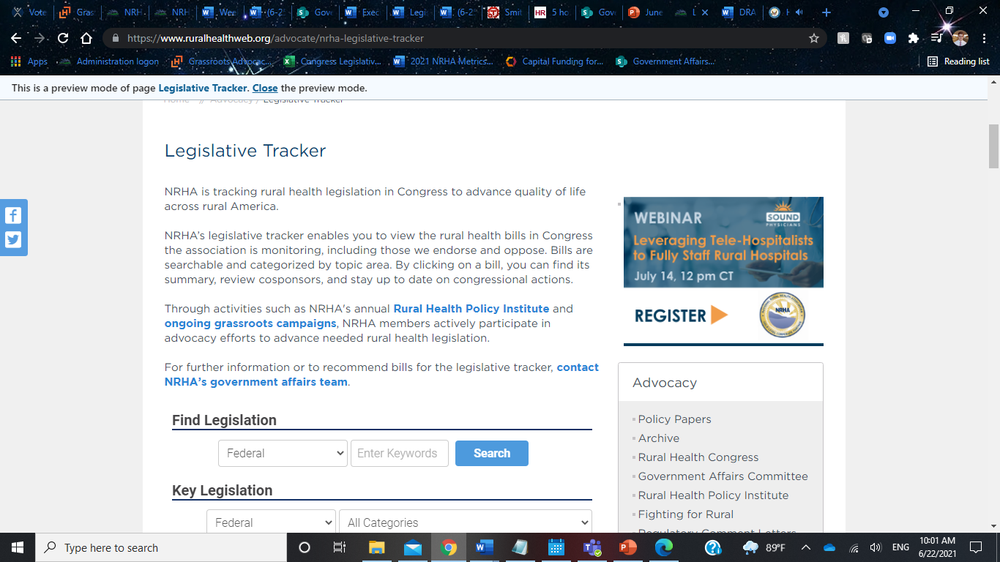 Vote
Gras
NRH
NRH
Wee
(6-2
Gove
Exec
Legis
(6-2
Smit
HR
5 ho
Gov
June
L
DRA
H
https://www.ruralhealthweb.org/advocate/nrha-legislative-tracker
Apps
Administration logon
Grassroots Advocac...
Congress Legislativ...
2021 NRHA Metrics...
Capital Funding for...
Government Affairs...
Reading list
This is a preview mode of page Legislative Tracker. Close the preview mode.
Home // Advocacy / Legislative Tracker
Legislative Tracker
NRHA is tracking rural health legislation in Congress to advance quality of life
across rural America.
NRHA’s legislative tracker enables you to view the rural health bills in Congress
the association is monitoring, including those we endorse and oppose. Bills are
searchable and categorized by topic area. By clicking on a bill, you can find its
summary, review cosponsors, and stay up to date on congressional actions.
Through activities such as NRHA's annual Rural Health Policy Institute and
ongoing grassroots campaigns, NRHA members actively participate in
advocacy efforts to advance needed rural health legislation.
For further information or to recommend bills for the legislative tracker, contact
NRHA’s government affairs team.
Find Legislation
Federal
Enter Keywords
Search
Key Legislation
Federal
All Categories
WEBINAR
SOUND
PHYSICIANS
Leveraging Tele-Hospitalists
to Fully Staff Rural Hospitals
July 14, 12 pm CT
REGISTER
NRHA
Advocacy
Policy Papers
Archive
Rural Health Congress
Government Affairs Committee
Rural Health Policy Institute
Fighting for Rural
Regulatory Comment Letters
Type here to search
89°F
ENG
10:01 AM
6/22/2021